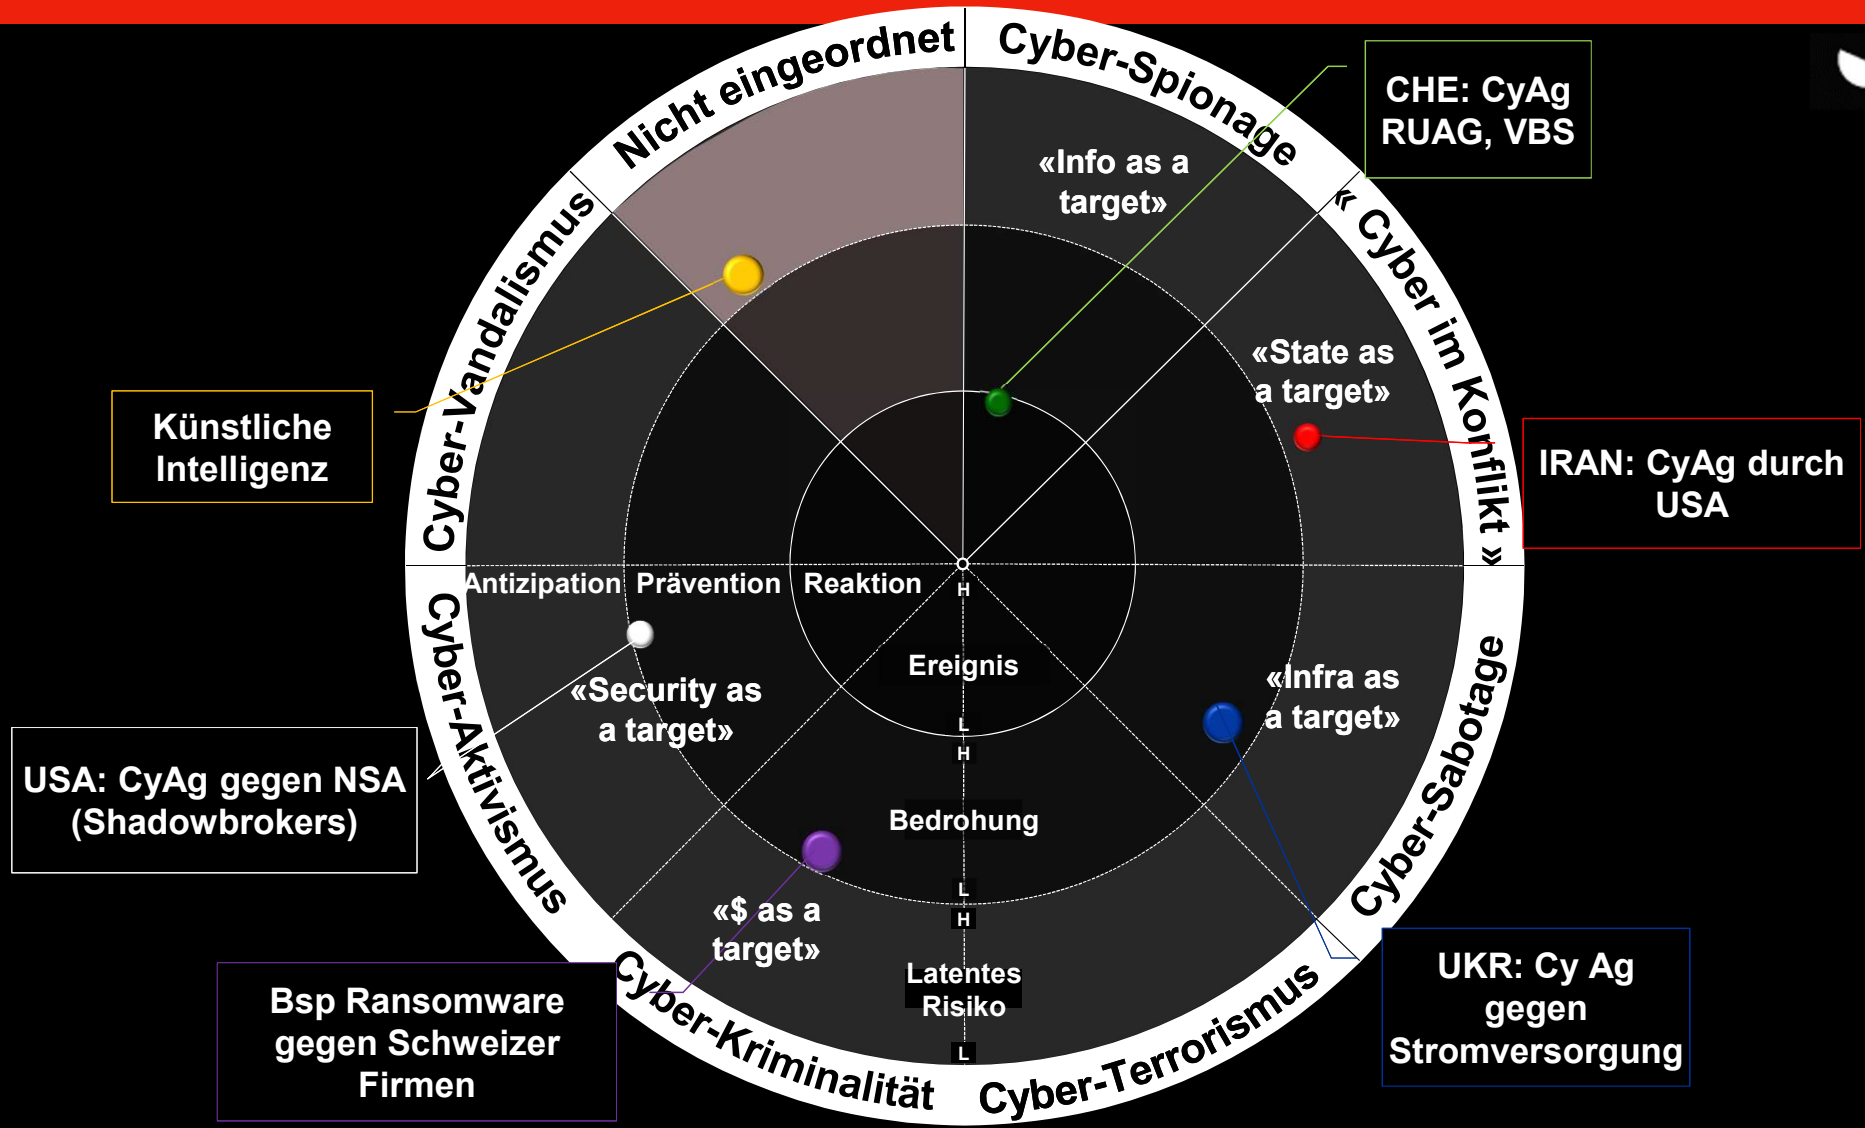 Nicht eingeordnet
Cyber-Spionage
« Cyber im Konflikt »
Cyber-Sabotage
Cyber-Terrorismus
Cyber-Kriminalität
Cyber-Aktivismus
Cyber-Vandalismus
CHE: CyAg
RUAG, VBS
«Info as a
target»
«State as
a target»
Künstliche
Intelligenz
IRAN: CyAg durch
USA
Antizipation
Prävention
Reaktion
H
Ereignis
L
H
«Security as
a target»
«Infra as
a target»
USA: CyAg gegen NSA
(Shadowbrokers)
Bedrohung
L
H
«$ as a
target»
Latentes
Risiko
L
Bsp Ransomware
gegen Schweizer
Firmen
UKR: Cy Ag
gegen
Stromversorgung